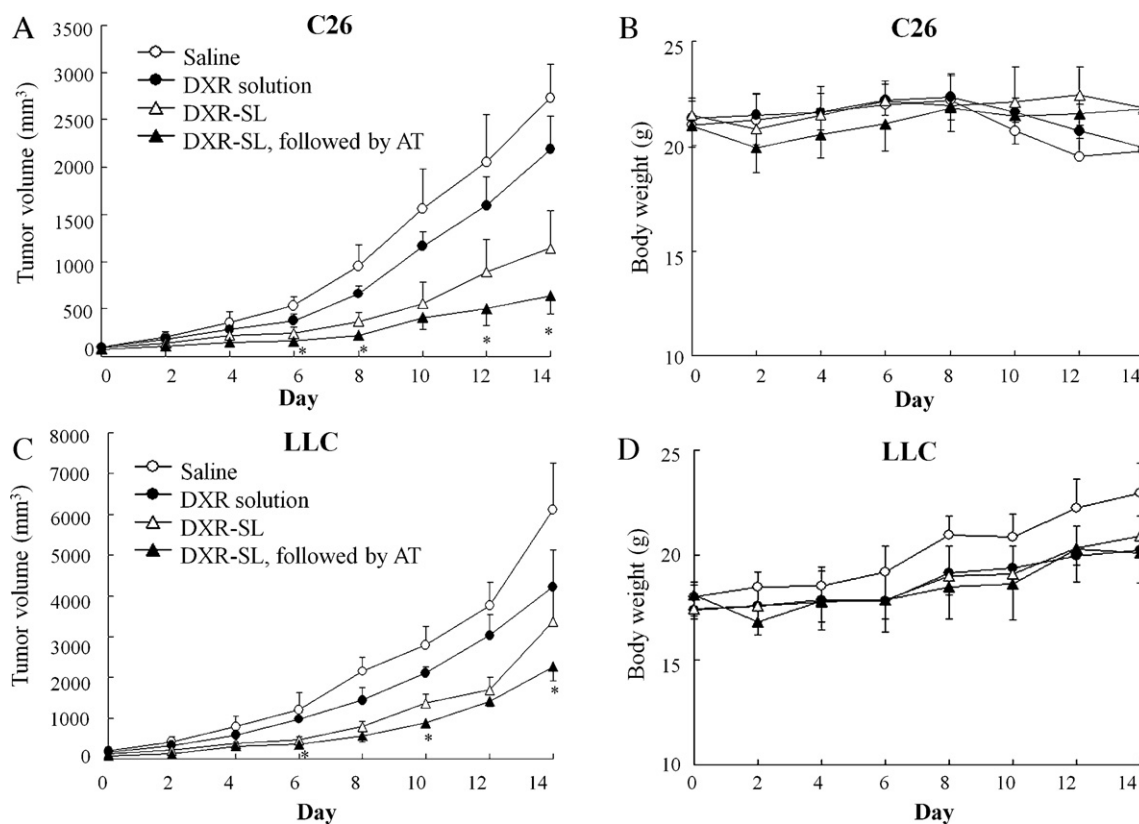 A
C26
Tumor volume (mm³)
3500
3000
2500
2000
1500
1000
500
0
Saline
DXR solution
DXR-SL
DXR-SL, followed by AT
* * * *
0 2 4 6 8 10 12 14
Day
B
C26
Body weight (g)
25
20
15
10
0 2 4 6 8 10 12 14
Day
C
LLC
Tumor volume (mm³)
8000
7000
6000
5000
4000
3000
2000
1000
0
Saline
DXR solution
DXR-SL
DXR-SL, followed by AT
* * *
0 2 4 6 8 10 12 14
Day
D
LLC
Body weight (g)
25
20
15
10
0 2 4 6 8 10 12 14
Day